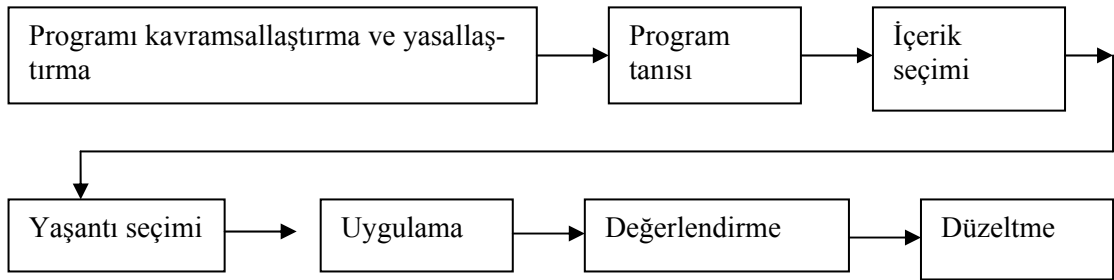 Programı kavramsallaştırma ve yasallaş-
tırma
Program
tanısı
İçerik
seçimi
Yaşantı seçimi
Uygulama
Değerlendirme
Düzeltme